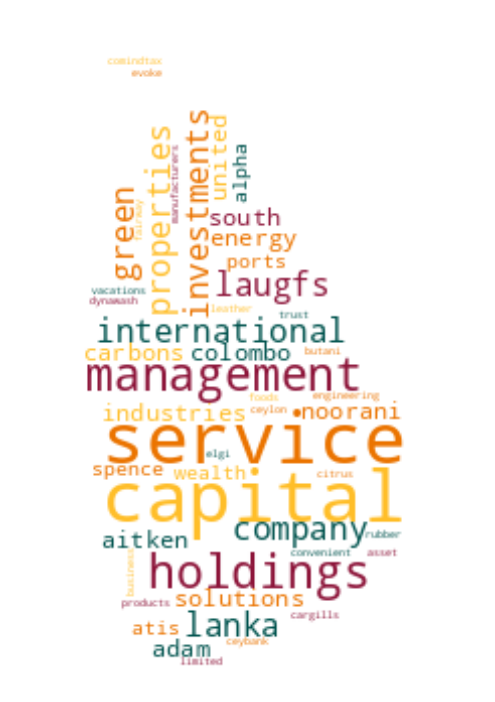 comindtax
evoke
investments
properties
united
manufacturers
alpha
green
fairway
south
energy
ports
laugfs
vacations
dynawash
leather
trust
international
carbons
colombo
butani
management
foods
engineering
industries
ceylon
noorani
service
elgi
spence
wealth
citrus
capital
company
rubber
aitken
convenient
asset
business
holdings
products
solutions
cargills
atis
lanka
ceybank
adam
limited